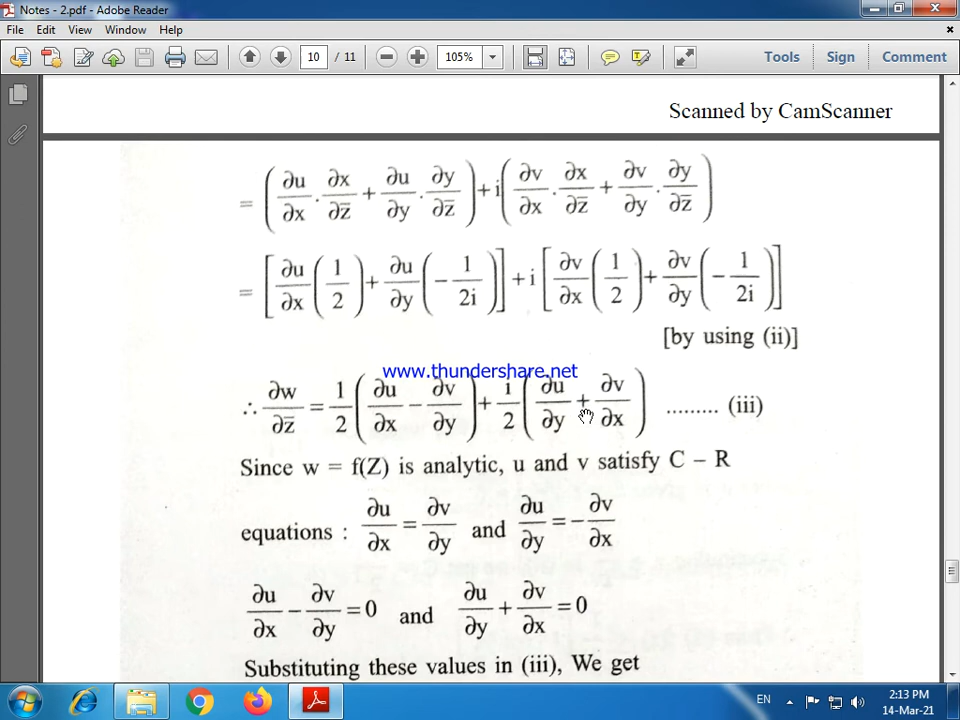 Notes - 2.pdf - Adobe Reader
File Edit View Window Help
10 / 11 105% Tools Sign Comment
Scanned by CamScanner
= (∂u/∂x · ∂x/∂z̅ + ∂u/∂y · ∂y/∂z̅) + i(∂v/∂x · ∂x/∂z̅ + ∂v/∂y · ∂y/∂z̅)
= [∂u/∂x (1/2) + ∂u/∂y (− 1/2i)] + i [∂v/∂x (1/2) + ∂v/∂y (− 1/2i)]
[by using (ii)]
www.thundershare.net
∴ ∂w/∂z̅ = 1/2 (∂u/∂x − ∂v/∂y) + i/2 (∂u/∂y + ∂v/∂x) ......... (iii)
Since w = f(Z) is analytic, u and v satisfy C – R
equations : ∂u/∂x = ∂v/∂y and ∂u/∂y = − ∂v/∂x
∂u/∂x − ∂v/∂y = 0 and ∂u/∂y + ∂v/∂x = 0
Substituting these values in (iii), We get
EN 2:13 PM
14-Mar-21